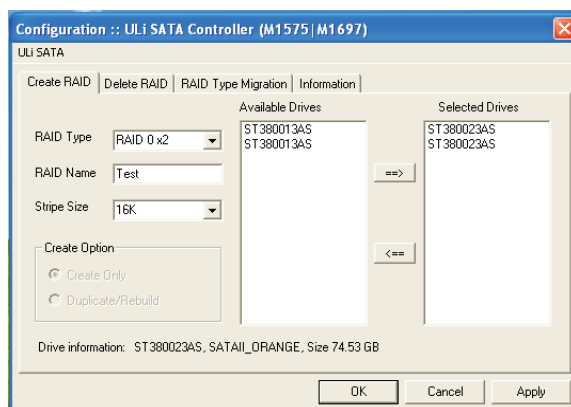 Configuration :: ULi SATA Controller (M1575|M1697)
ULi SATA
Create RAID
Delete RAID
RAID Type Migration
Information
Available Drives
Selected Drives
RAID Type
RAID 0 x2
ST380013AS
ST380013AS
ST380023AS
ST380023AS
RAID Name
Test
==>
Stripe Size
16K
Create Option
<==
Create Only
Duplicate/Rebuild
Drive information: ST380023AS, SATAII_ORANGE, Size 74.53 GB
OK
Cancel
Apply